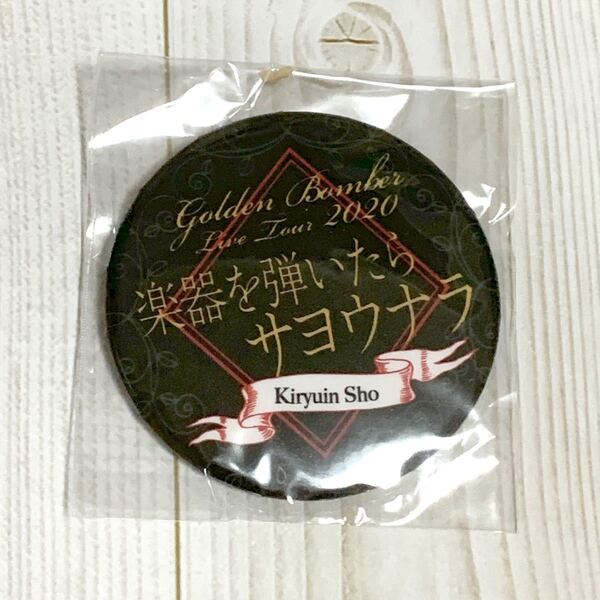 Golden Bomber
Live Tour 2020
楽器を弾いたら
サヨウナラ
Kiryuin Sho